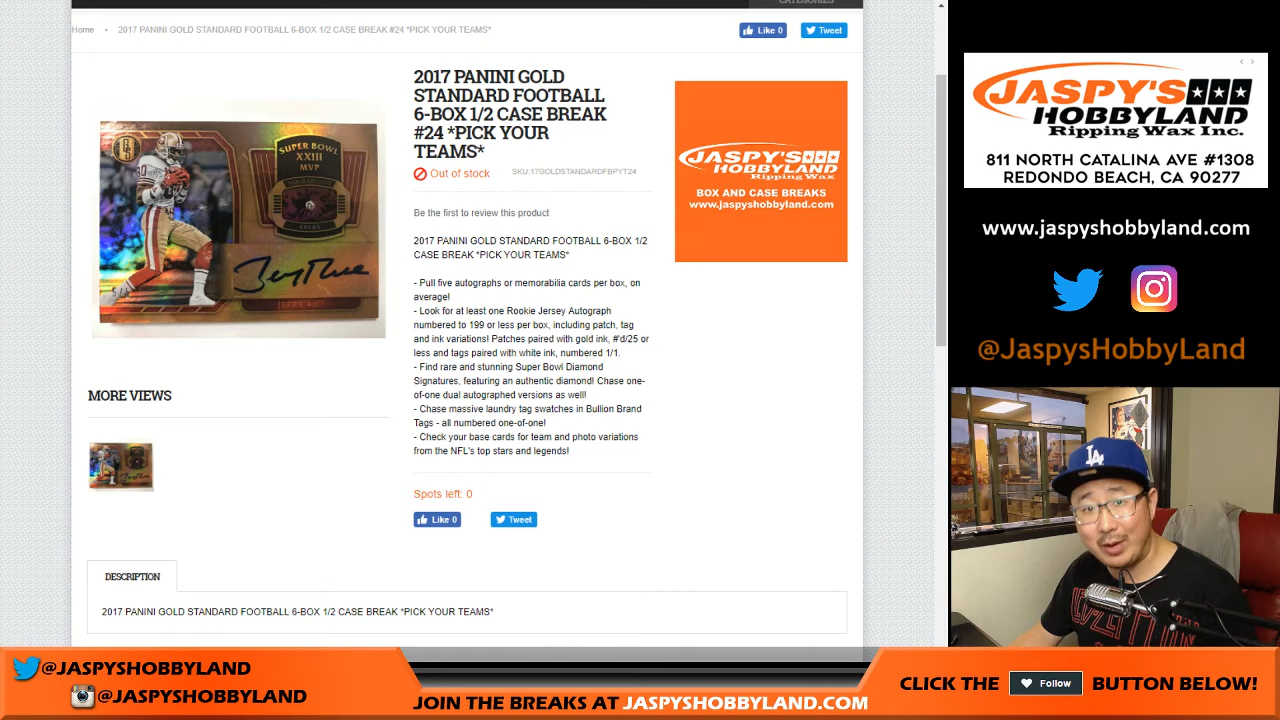 CATEGORIES
Home • 2017 PANINI GOLD STANDARD FOOTBALL 6-BOX 1/2 CASE BREAK #24 *PICK YOUR TEAMS*
Like 0
Tweet
2017 PANINI GOLD
STANDARD FOOTBALL
6-BOX 1/2 CASE BREAK
#24 *PICK YOUR
TEAMS*
Out of stock
SKU:17GOLDSTANDARDFBPYT24
Be the first to review this product
2017 PANINI GOLD STANDARD FOOTBALL 6-BOX 1/2
CASE BREAK *PICK YOUR TEAMS*
- Pull five autographs or memorabilia cards per box, on
average!
- Look for at least one Rookie Jersey Autograph
numbered to 199 or less per box, including patch, tag
and ink variations! Patches paired with gold ink, #'d/25 or
less and tags paired with white ink, numbered 1/1.
- Find rare and stunning Super Bowl Diamond
Signatures, featuring an authentic diamond! Chase one-
of-one dual autographed versions as well!
- Chase massive laundry tag swatches in Bullion Brand
Tags - all numbered one-of-one!
- Check your base cards for team and photo variations
from the NFL's top stars and legends!
Spots left: 0
Like 0
Tweet
SUPER BOWL
XXIII
MVP
49ERS
Jerry Rice
JERRY RICE
MORE VIEWS
DESCRIPTION
2017 PANINI GOLD STANDARD FOOTBALL 6-BOX 1/2 CASE BREAK *PICK YOUR TEAMS*
JASPY'S
HOBBYLAND
RippingWax
BOX AND CASE BREAKS
www.jaspyshobbyland.com
JASPY'S
HOBBYLAND
RippingWax Inc.
811 NORTH CATALINA AVE #1308
REDONDO BEACH, CA 90277
www.jaspyshobbyland.com
@JaspysHobbyLand
LA
@JASPYSHOBBYLAND
@JASPYSHOBBYLAND
JOIN THE BREAKS AT JASPYSHOBBYLAND.COM
CLICK THE Follow BUTTON BELOW!